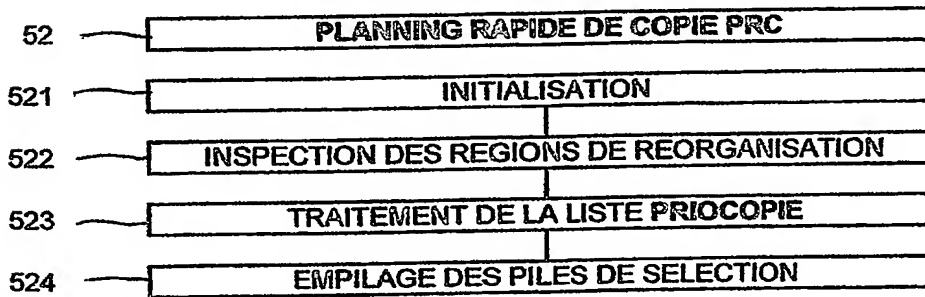 52 PLANNING RAPIDE DE COPIE PRC
521 INITIALISATION
522 INSPECTION DES REGIONS DE REORGANISATION
523 TRAITEMENT DE LA LISTE PRIOCOPIE
524 EMPILAGE DES PILES DE SELECTION